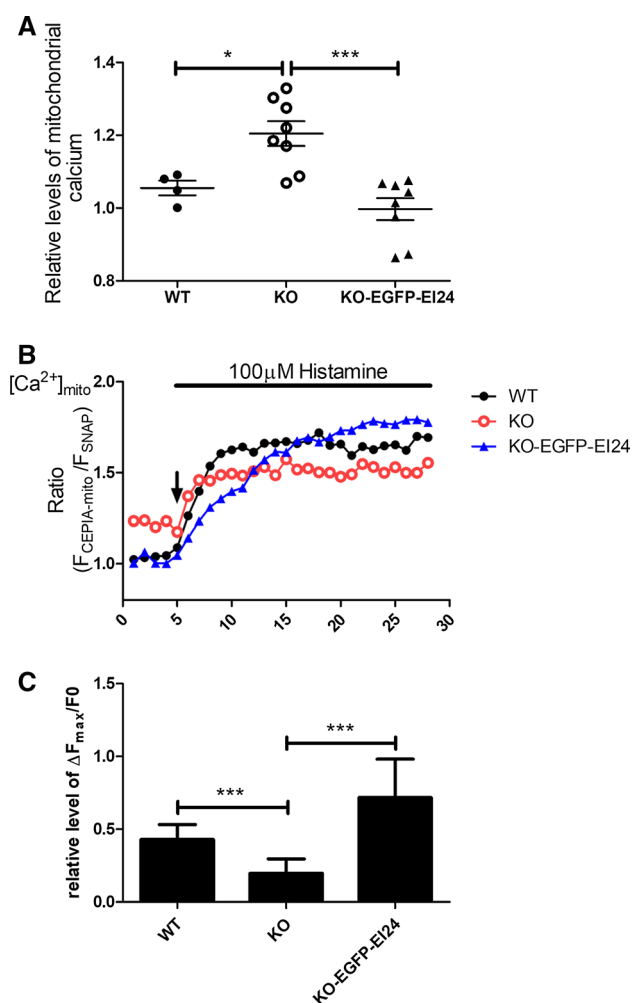 A
Relative levels of mitochondrial
calcium
1.4
1.2
1.0
0.8
*
***
WT
KO
KO-EGFP-EI24
B
[Ca²⁺]mito
100μM Histamine
2.0
1.5
1.0
Ratio
(F_CEPIA-mito/F_SNAP)
WT
KO
KO-EGFP-EI24
0
5
10
15
20
25
30
C
relative level of ΔFmax/F0
1.5
1.0
0.5
0.0
***
***
WT
KO
KO-EGFP-EI24